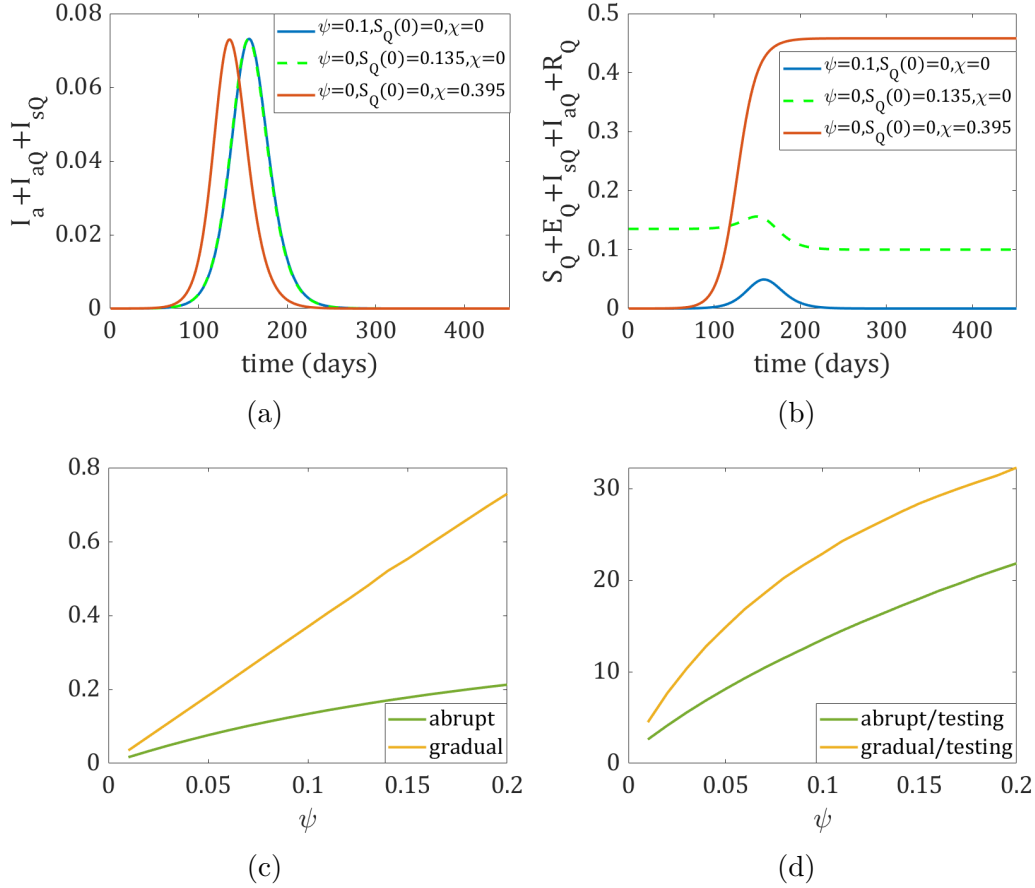 0.08
0.06
0.04
0.02
0
I_a+I_aQ+I_sQ
ψ=0.1,S_Q(0)=0,χ=0
ψ=0,S_Q(0)=0.135,χ=0
ψ=0,S_Q(0)=0,χ=0.395
0 100 200 300 400
time (days)
(a)
0.5
0.4
0.3
0.2
0.1
0
S_Q+E_Q+I_sQ+I_aQ+R_Q
ψ=0.1,S_Q(0)=0,χ=0
ψ=0,S_Q(0)=0.135,χ=0
ψ=0,S_Q(0)=0,χ=0.395
0 100 200 300 400
time (days)
(b)
0.8
0.6
0.4
0.2
0
abrupt
gradual
0 0.05 0.1 0.15 0.2
ψ
(c)
30
20
10
0
abrupt/testing
gradual/testing
0 0.05 0.1 0.15 0.2
ψ
(d)